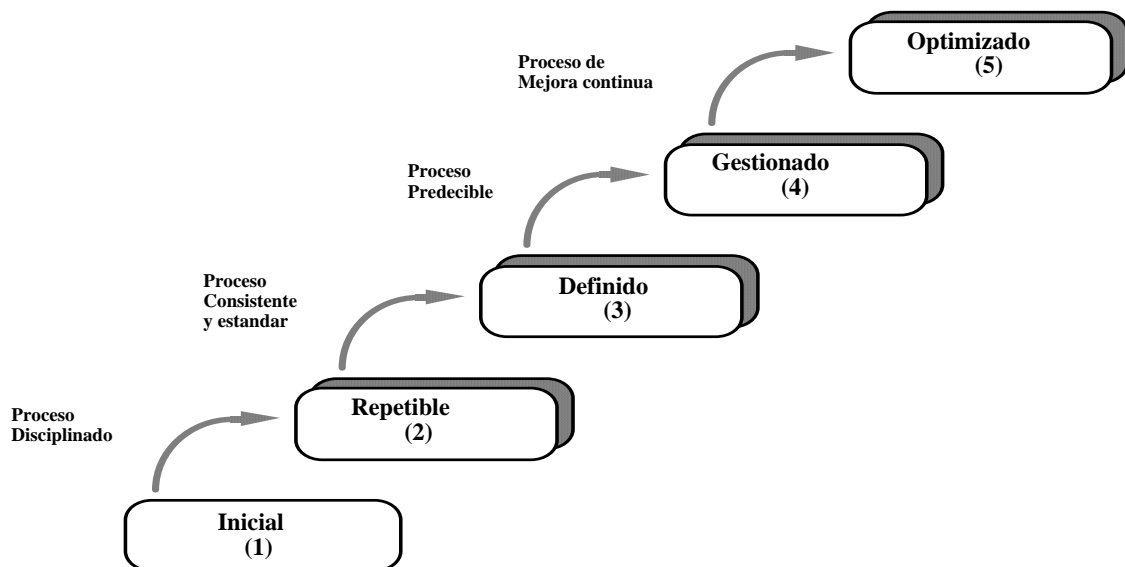 Optimizado
(5)
Proceso de
Mejora continua
Gestionado
(4)
Proceso
Predecible
Definido
(3)
Proceso
Consistente
y estandar
Repetible
(2)
Proceso
Disciplinado
Inicial
(1)